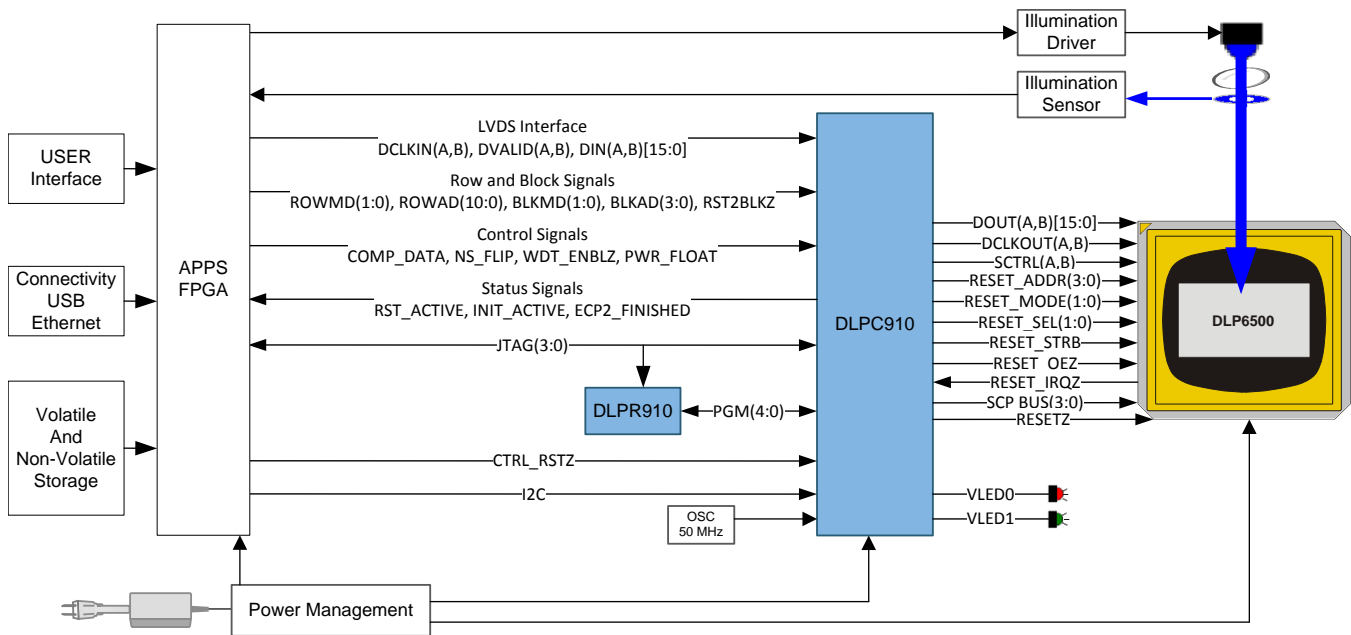 Illumination
Driver
Illumination
Sensor
USER
Interface
Connectivity
USB
Ethernet
Volatile
And
Non-Volatile
Storage
APPS
FPGA
LVDS Interface
DCLKIN(A,B), DVALID(A,B), DIN(A,B)[15:0]
Row and Block Signals
ROWMD(1:0), ROWAD(10:0), BLKMD(1:0), BLKAD(3:0), RST2BLKZ
Control Signals
COMP_DATA, NS_FLIP, WDT_ENBLZ, PWR_FLOAT
Status Signals
RST_ACTIVE, INIT_ACTIVE, ECP2_FINISHED
JTAG(3:0)
DLPR910
PGM(4:0)
CTRL_RSTZ
I2C
OSC
50 MHz
DLPC910
DOUT(A,B)[15:0]
DCLKOUT(A,B)
SCTRL(A,B)
RESET_ADDR(3:0)
RESET_MODE(1:0)
RESET_SEL(1:0)
RESET_STRB
RESET_OEZ
RESET_IRQZ
SCP BUS(3:0)
RESETZ
VLED0
VLED1
DLP6500
Power Management